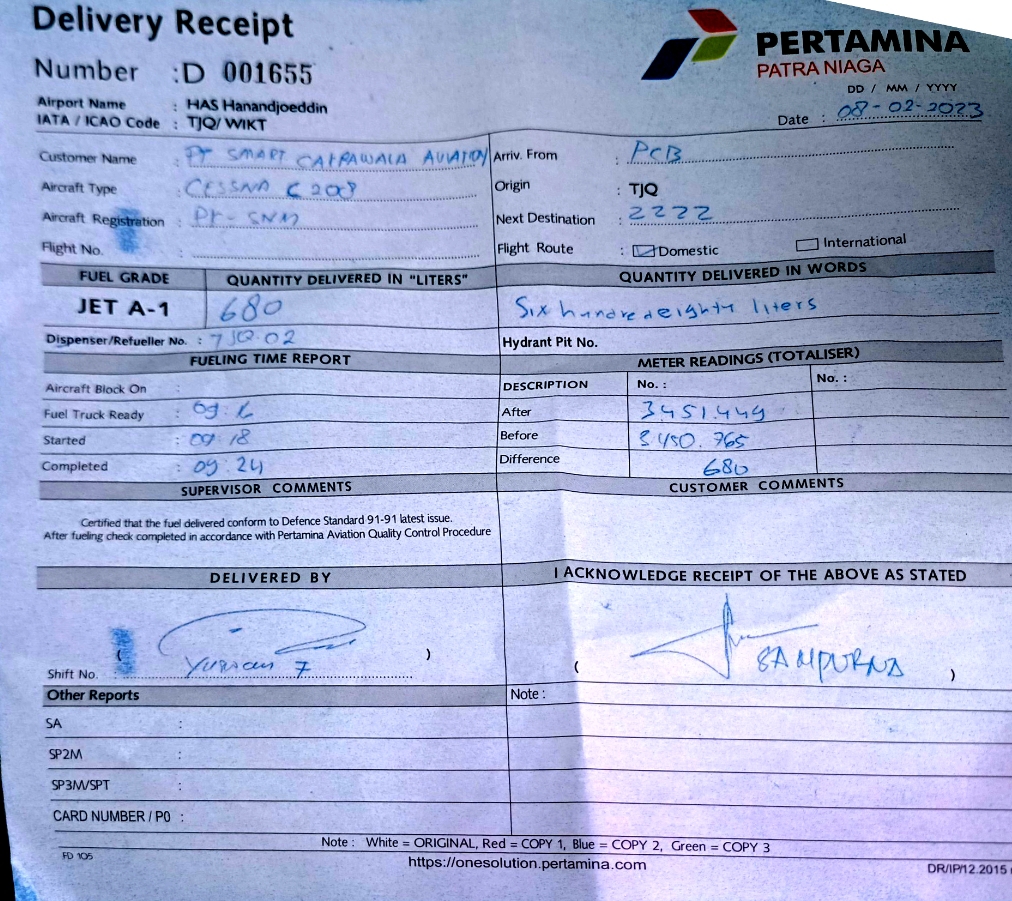 Delivery Receipt
PERTAMINA
PATRA NIAGA
Number : D 001655
DD / MM / YYYY
Airport Name : HAS Hanandjoeddin
IATA / ICAO Code : TJQ/ WIKT
Date : 08-02-2023
Customer Name : PT SMART CAKRAWALA AVIATION
Arriv. From : PCB
Aircraft Type : CESSNA C208
Origin : TJQ
Aircraft Registration : PK-SNM
Next Destination : 2222
Flight No. :
Flight Route : Domestic International
FUEL GRADE QUANTITY DELIVERED IN "LITERS" QUANTITY DELIVERED IN WORDS
JET A-1 680 Six hundred eighty liters
Dispenser/Refueller No. : TJQ-02 Hydrant Pit No.
FUELING TIME REPORT METER READINGS (TOTALISER)
Aircraft Block On :
DESCRIPTION No. : No. :
Fuel Truck Ready :
After 3451.449
Started : 09:18
Before
Completed : 09.24
Difference 680
SUPERVISOR COMMENTS CUSTOMER COMMENTS
Certified that the fuel delivered conform to Defence Standard 91-91 latest issue.
After fueling check completed in accordance with Pertamina Aviation Quality Control Procedure
DELIVERED BY I ACKNOWLEDGE RECEIPT OF THE ABOVE AS STATED
( )
( SAMPURNA )
Shift No. :
Other Reports Note :
SA :
SP2M :
SP3M/SPT :
CARD NUMBER / P0 :
Note : White = ORIGINAL, Red = COPY 1, Blue = COPY 2, Green = COPY 3
FD 105
https://onesolution.pertamina.com
DR/IP/12.2015